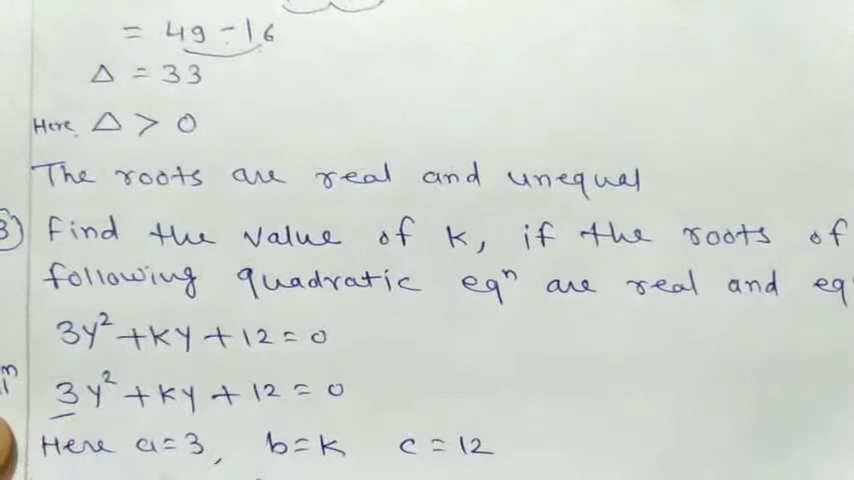 = 49 - 16
Δ = 33
Here Δ > 0
The roots are real and unequal
3) Find the value of k, if the roots of
following quadratic eqⁿ are real and eq
3y² + ky + 12 = 0
3y² + ky + 12 = 0
Here a = 3, b = k c = 12